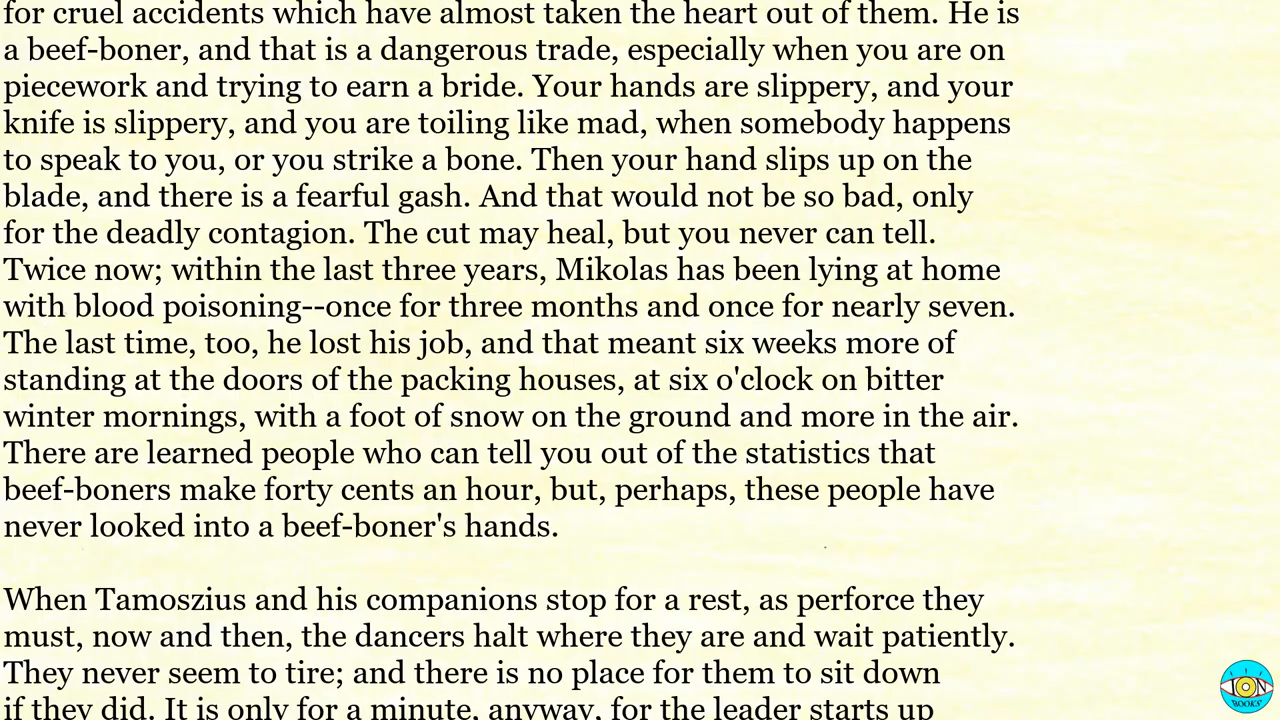 for cruel accidents which have almost taken the heart out of them. He is
a beef-boner, and that is a dangerous trade, especially when you are on
piecework and trying to earn a bride. Your hands are slippery, and your
knife is slippery, and you are toiling like mad, when somebody happens
to speak to you, or you strike a bone. Then your hand slips up on the
blade, and there is a fearful gash. And that would not be so bad, only
for the deadly contagion. The cut may heal, but you never can tell.
Twice now; within the last three years, Mikolas has been lying at home
with blood poisoning--once for three months and once for nearly seven.
The last time, too, he lost his job, and that meant six weeks more of
standing at the doors of the packing houses, at six o'clock on bitter
winter mornings, with a foot of snow on the ground and more in the air.
There are learned people who can tell you out of the statistics that
beef-boners make forty cents an hour, but, perhaps, these people have
never looked into a beef-boner's hands.
When Tamoszius and his companions stop for a rest, as perforce they
must, now and then, the dancers halt where they are and wait patiently.
They never seem to tire; and there is no place for them to sit down
if they did. It is only for a minute, anyway, for the leader starts up
ION
BOOKS